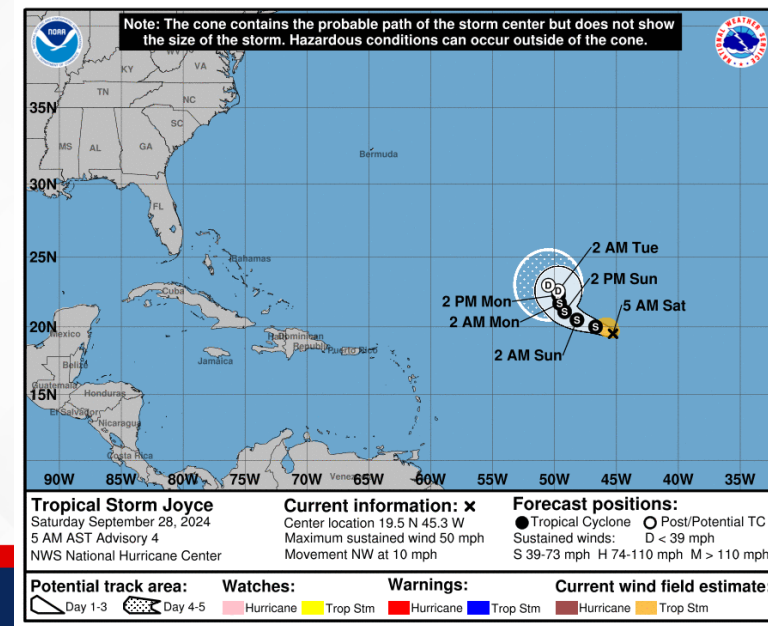 Note: The cone contains the probable path of the storm center but does not show
the size of the storm. Hazardous conditions can occur outside of the cone.
NOAA
NATIONAL WEATHER SERVICE
WV
VA
KY
TN
NC
35N
SC
MS AL GA
Bermuda
30N
FL
25N
Bahamas
2 AM Tue
2 PM Sun
D D
Cuba
2 PM Mon
S
5 AM Sat
S
2 AM Mon
S
S
20N
Mexico
Dominican
Republic
Puerto Rico
2 AM Sun
Jamaica
Belize
Guatemala
Honduras
15N
El Salvador
Nicaragua
Costa Rica
90W 85W 80W 75W 70W 65W 60W 55W 50W 45W 40W 35W
Tropical Storm Joyce
Saturday September 28, 2024
5 AM AST Advisory 4
NWS National Hurricane Center
Current information: x
Center location 19.5 N 45.3 W
Maximum sustained wind 50 mph
Movement NW at 10 mph
Forecast positions:
Tropical Cyclone Post/Potential TC
Sustained winds: D < 39 mph
S 39-73 mph H 74-110 mph M > 110 mph
Potential track area:
Day 1-3 Day 4-5
Watches:
Hurricane Trop Stm
Warnings:
Hurricane Trop Stm
Current wind field estimate:
Hurricane Trop Stm